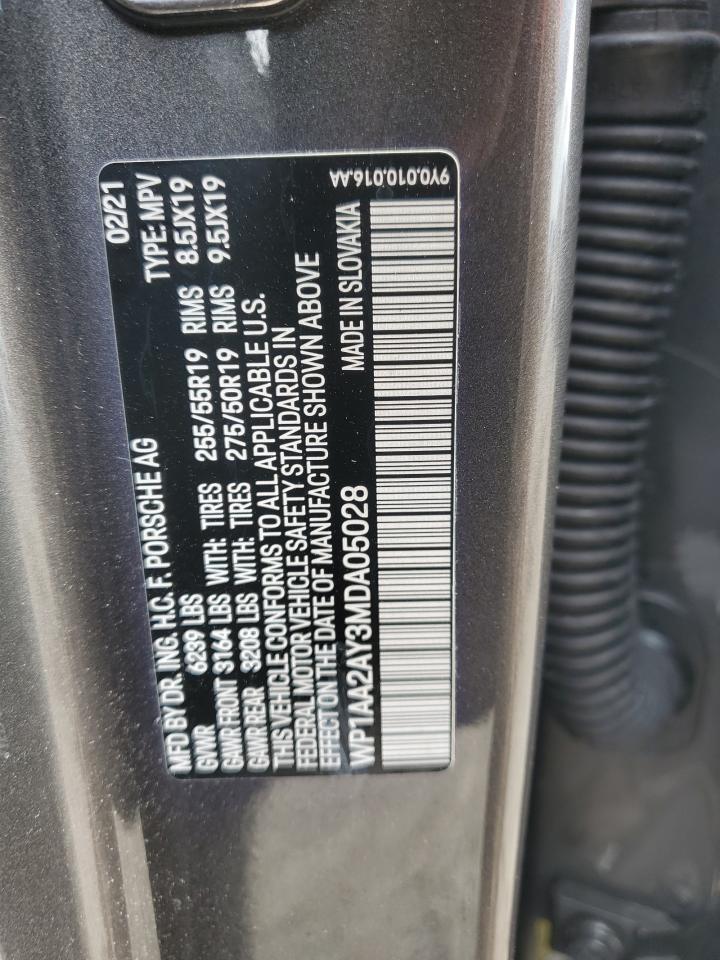 MFD BY DR. ING. H.C. F. PORSCHE AG 02/21
GVWR 6239 LBS TYPE: MPV
GAWR FRONT 3164 LBS WITH: TIRES 255/55R19 RIMS 8.5JX19
GAWR REAR 3208 LBS WITH: TIRES 275/50R19 RIMS 9.5JX19
THIS VEHICLE CONFORMS TO ALL APPLICABLE U.S.
FEDERAL MOTOR VEHICLE SAFETY STANDARDS IN
EFFECT ON THE DATE OF MANUFACTURE SHOWN ABOVE
WP1AA2AY3MDA05028 MADE IN SLOVAKIA
9Y0.010.016.AA